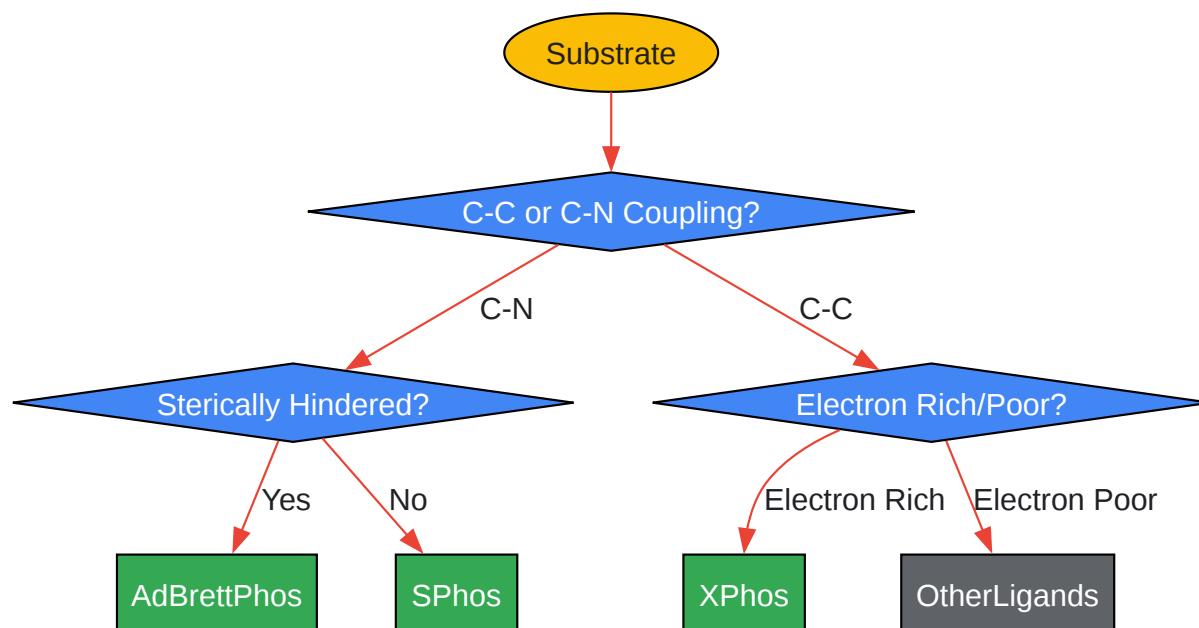 Substrate
C-C or C-N Coupling?
C-N
C-C
Sterically Hindered?
Electron Rich/Poor?
Yes
No
Electron Rich
Electron Poor
AdBrettPhos
SPhos
XPhos
OtherLigands